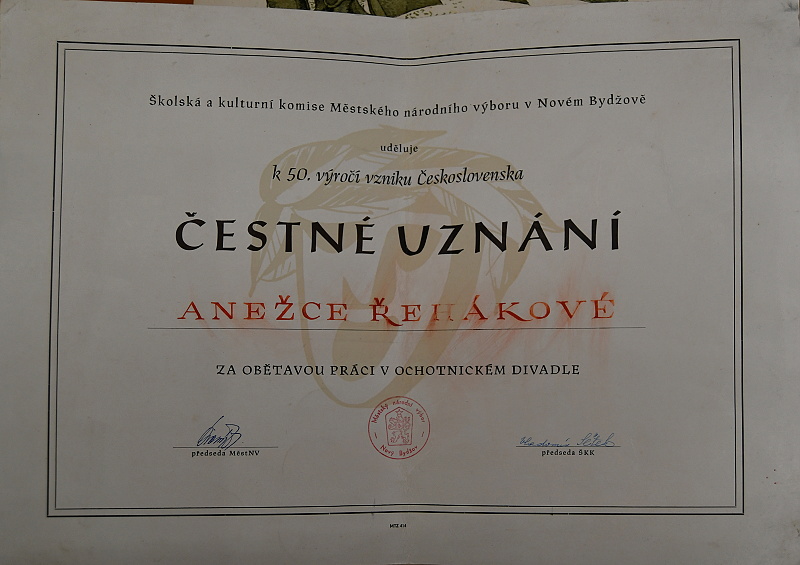 Školská a kulturní komise Městského národního výboru v Novém Bydžově
uděluje
k 50. výročí vzniku Československa
ČESTNÉ UZNÁNÍ
ANEŽCE ŘEHÁKOVÉ
ZA OBĚTAVOU PRÁCI V OCHOTNICKÉM DIVADLE
Městský národní výbor
Nový Bydžov
předseda MěstNV
předseda ŠKK